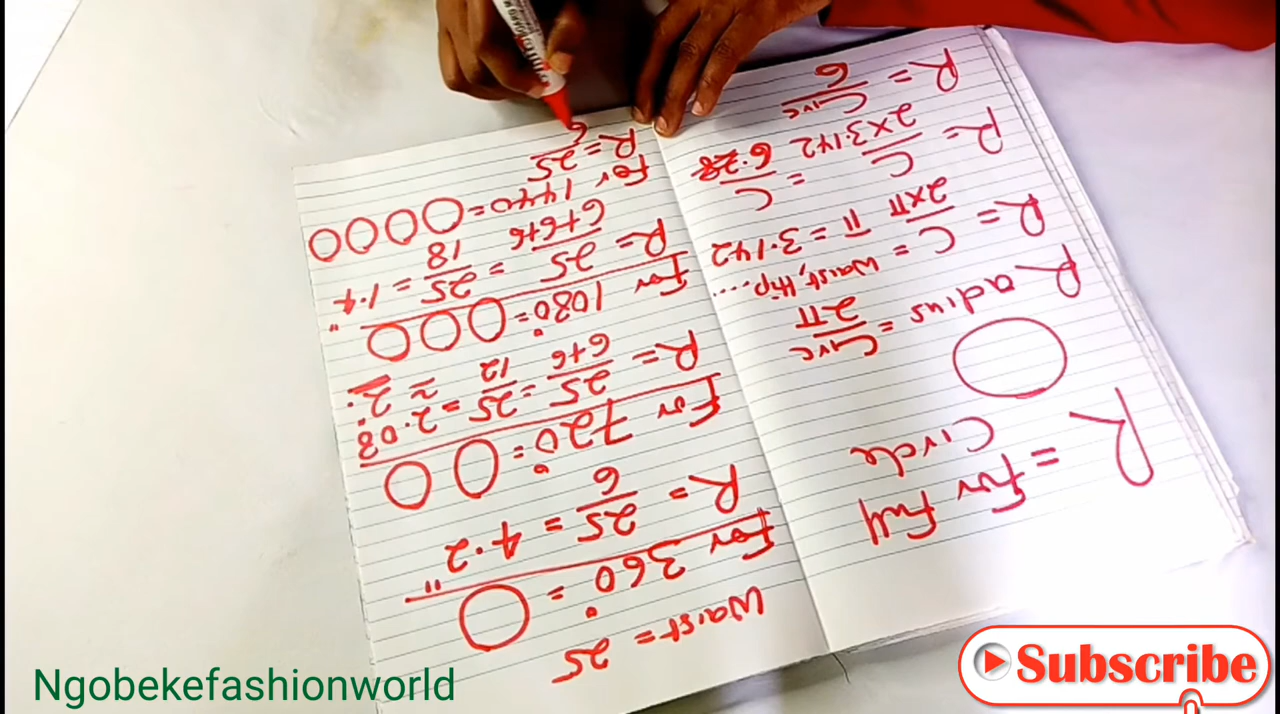 R = for full
Circle
Radius = Circ / 2π
C = Waist, Hip.....
R = C / 2×π π = 3.142
R = C / 2×3.142 = C / 6.28
R = Circ / 6
Waist = 25
for 360° =
R = 25 / 6 = 4.2"
for 720° =
R = 25 / 6+6 = 25 / 12 = 2.08 ≈ 2"
for 1080° =
R = 25 / 6+6+6 = 25 / 18 = 1.4"
for 1440 =
R = 25 / 6
Ngobekefashionworld
Subscribe